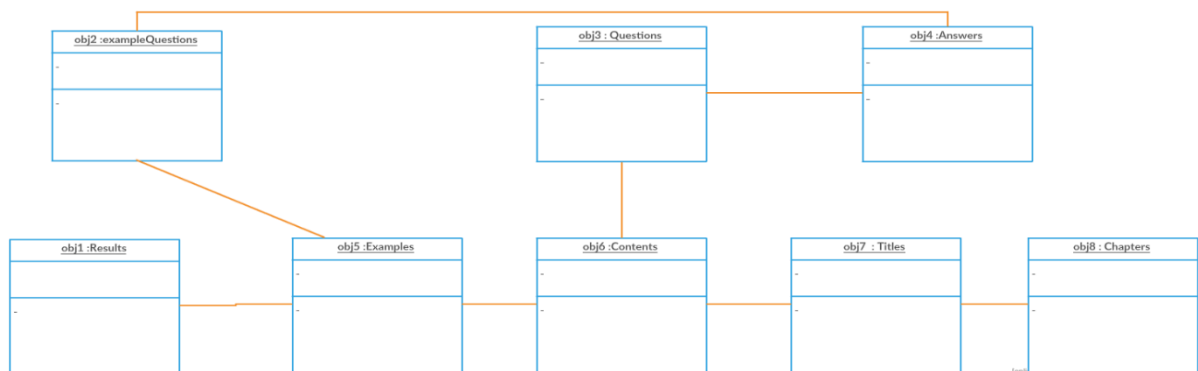 obj2 :exampleQuestions
-
-
obj3 : Questions
-
-
obj4 :Answers
-
-
obj1 :Results
-
obj5 :Examples
-
-
obj6 :Contents
-
-
obj7 : Titles
-
-
obj8 : Chapters
-
-